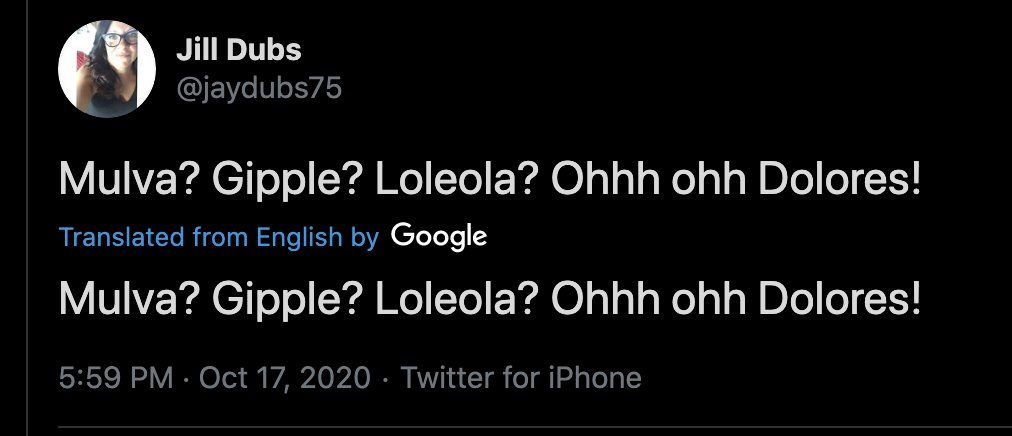 Jill Dubs
@jaydubs75
Mulva? Gipple? Loleola? Ohhh ohh Dolores!
Translated from English by Google
Mulva? Gipple? Loleola? Ohhh ohh Dolores!
5:59 PM · Oct 17, 2020 · Twitter for iPhone